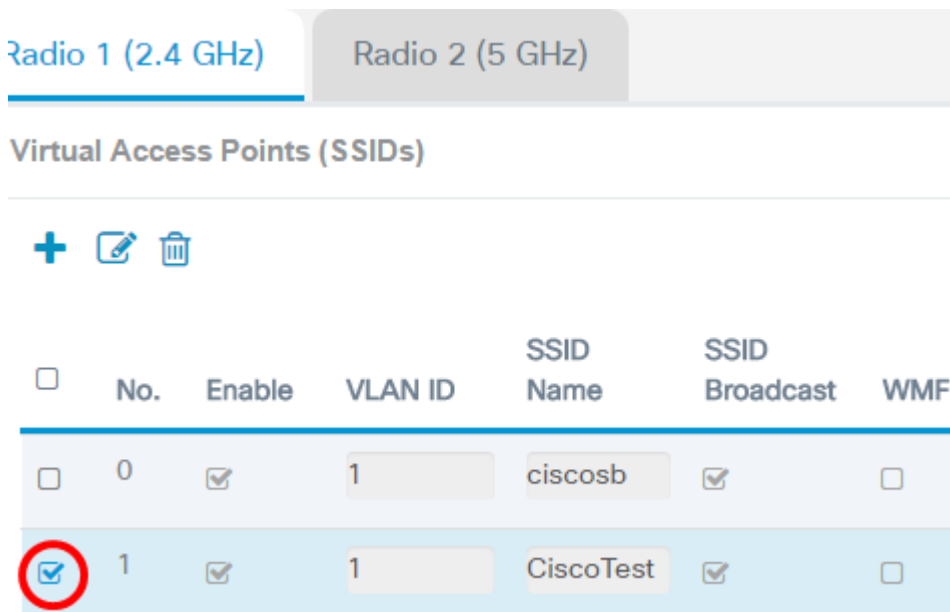 Radio 1 (2.4 GHz) Radio 2 (5 GHz)
Virtual Access Points (SSIDs)
No. Enable VLAN ID SSID Name SSID Broadcast WMF
0 1 ciscosb
1 1 CiscoTest